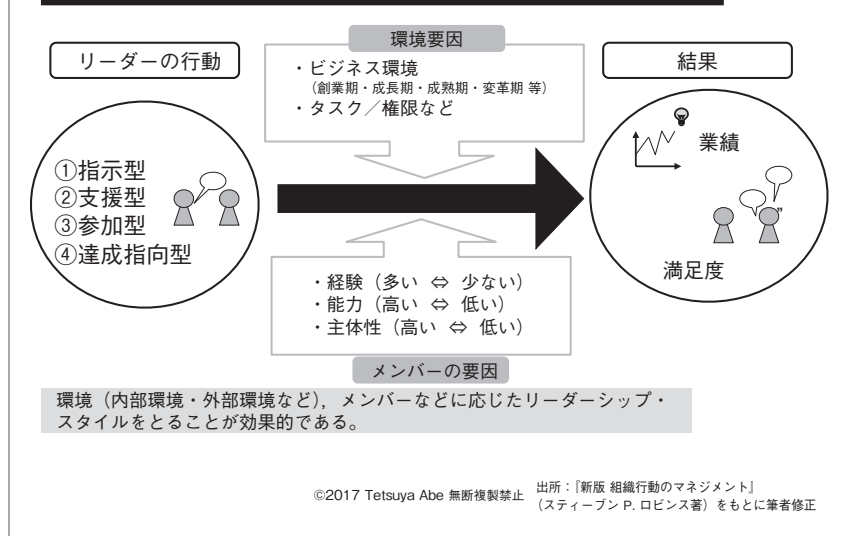 環境要因
リーダーの行動
・ビジネス環境
（創業期・成長期・成熟期・変革期 等）
・タスク／権限など
結果
①指示型
②支援型
③参加型
④達成指向型
業績
満足度
・経験（多い ⇔ 少ない）
・能力（高い ⇔ 低い）
・主体性（高い ⇔ 低い）
メンバーの要因
環境（内部環境・外部環境など），メンバーなどに応じたリーダーシップ・
スタイルをとることが効果的である。
©2017 Tetsuya Abe 無断複製禁止
出所：『新版 組織行動のマネジメント』
（スティーブン P. ロビンス著）をもとに筆者修正